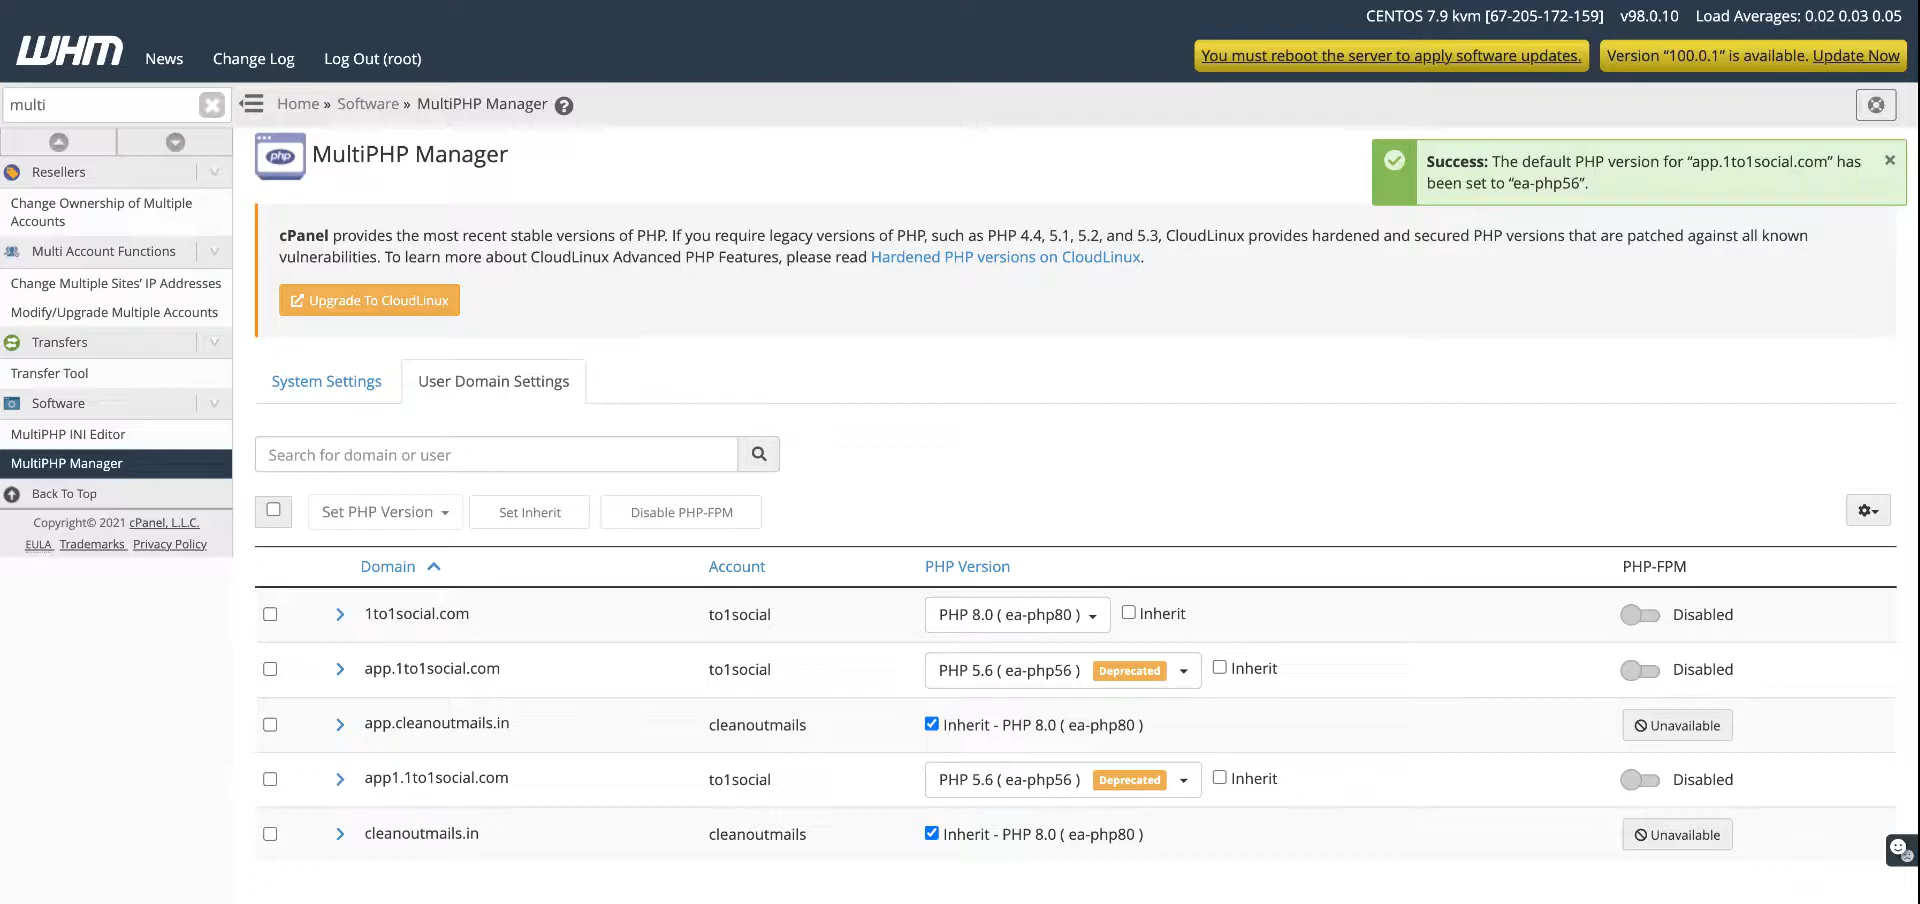 CENTOS 7.9 kvm [67-205-172-159] v98.0.10 Load Averages: 0.02 0.03 0.05
WHM News Change Log Log Out (root)
You must reboot the server to apply software updates. Version “100.0.1” is available. Update Now
multi
Home » Software » MultiPHP Manager ?
Resellers
Change Ownership of Multiple
Accounts
Multi Account Functions
Change Multiple Sites’ IP Addresses
Modify/Upgrade Multiple Accounts
Transfers
Transfer Tool
Software
MultiPHP INI Editor
MultiPHP Manager
Back To Top
Copyright© 2021 cPanel, L.L.C.
EULA Trademarks Privacy Policy
php MultiPHP Manager
Success: The default PHP version for “app.1to1social.com” has
been set to “ea-php56”.
cPanel provides the most recent stable versions of PHP. If you require legacy versions of PHP, such as PHP 4.4, 5.1, 5.2, and 5.3, CloudLinux provides hardened and secured PHP versions that are patched against all known
vulnerabilities. To learn more about CloudLinux Advanced PHP Features, please read Hardened PHP versions on CloudLinux.
Upgrade To CloudLinux
System Settings User Domain Settings
Search for domain or user
Set PHP Version Set Inherit Disable PHP-FPM
Domain Account PHP Version PHP-FPM
1to1social.com to1social PHP 8.0 ( ea-php80 ) Inherit Disabled
app.1to1social.com to1social PHP 5.6 ( ea-php56 ) Deprecated Inherit Disabled
app.cleanoutmails.in cleanoutmails Inherit - PHP 8.0 ( ea-php80 ) Unavailable
app1.1to1social.com to1social PHP 5.6 ( ea-php56 ) Deprecated Inherit Disabled
cleanoutmails.in cleanoutmails Inherit - PHP 8.0 ( ea-php80 ) Unavailable